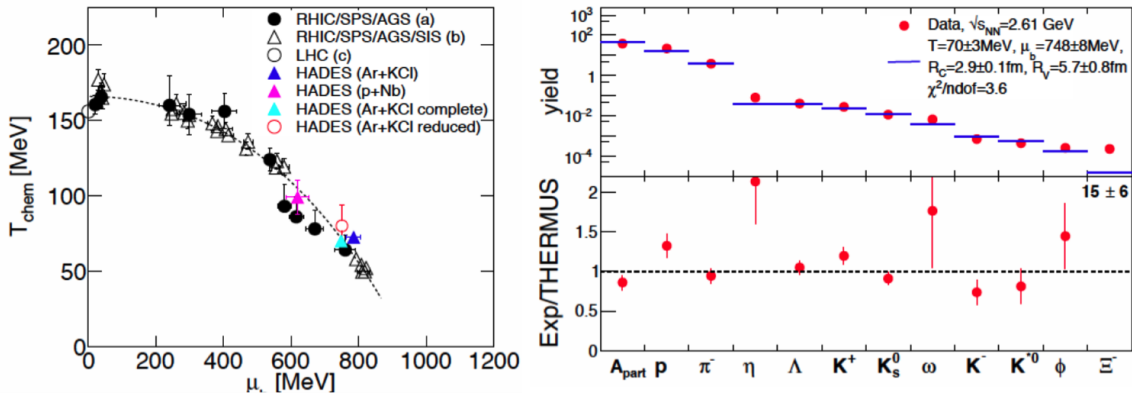 RHIC/SPS/AGS (a)
RHIC/SPS/AGS/SIS (b)
LHC (c)
HADES (Ar+KCl)
HADES (p+Nb)
HADES (Ar+KCl complete)
HADES (Ar+KCl reduced)
T_chem [MeV]
200
150
100
50
0
0 200 400 600 800 1000 1200
[MeV]
Data, √s_NN=2.61 GeV
T=70±3MeV, μ_b=748±8MeV,
R_C=2.9±0.1fm, R_V=5.7±0.8fm
χ²/ndof=3.6
yield
10²
1
10⁻²
10⁻⁴
15 ± 6
Exp/THERMUS
2
1.5
1
0.5
0
A_part p π⁻ η Λ K⁺ K⁰_s ω K⁻ K*⁰ ϕ Ξ⁻